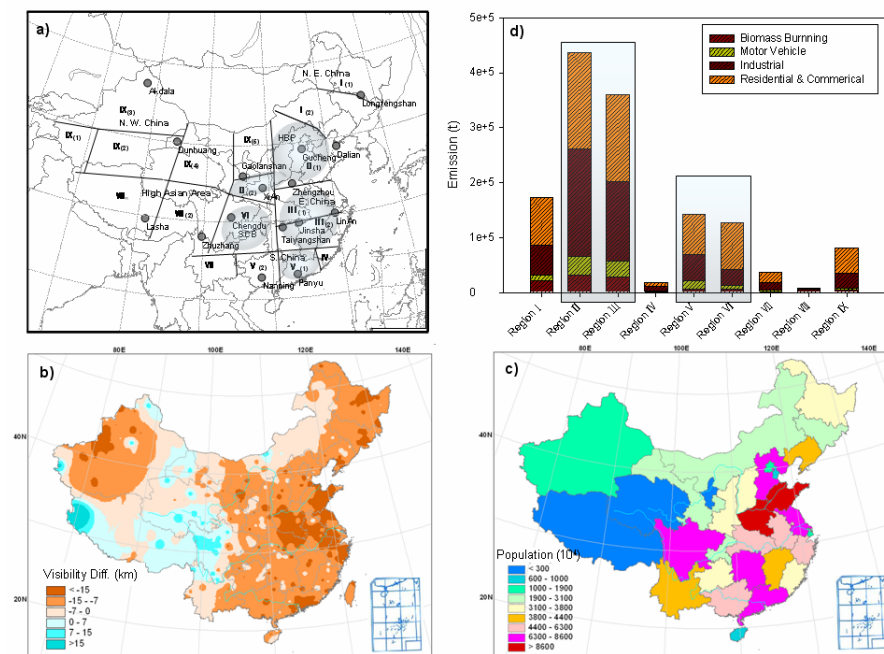 a)
N. E. China
I (1)
Akdala
Longfengshan
IX (3)
N. W. China
I (2)
IX (1)
IX (2)
Dunhuang
IX (5)
HBP
Gucheng
Dalian
IX (4)
Gaolanshan
II (1)
II (2)
Xi An
Zhengzhou
High Asian Area
E. China
III (1)
VIII (2)
VI
III (2)
Lin An
Lasha
Chengdu
S.C.B
Jinsha
Zhuzhang
Taiyangshan
S. China
IV
VII
V (2)
V (1)
Nanning
Panyu
d)
5e+5
4e+5
3e+5
2e+5
1e+5
0
Emission (t)
Biomass Burnning
Motor Vehicle
Industrial
Residential & Commerical
Region I
Region II
Region III
Region IV
Region V
Region VI
Region VII
Region VIII
Region IX
b)
80E
100E
120E
140E
40N
20N
Visibility Diff. (km)
< -15
-15 - -7
-7 - 0
0 - 7
7 - 15
>15
c)
80E
100E
120E
140E
40N
20N
Population (10⁴)
< 300
600 - 1000
1000 - 1900
1900 - 3100
3100 - 3800
3800 - 4400
4400 - 6300
6300 - 8600
> 8600